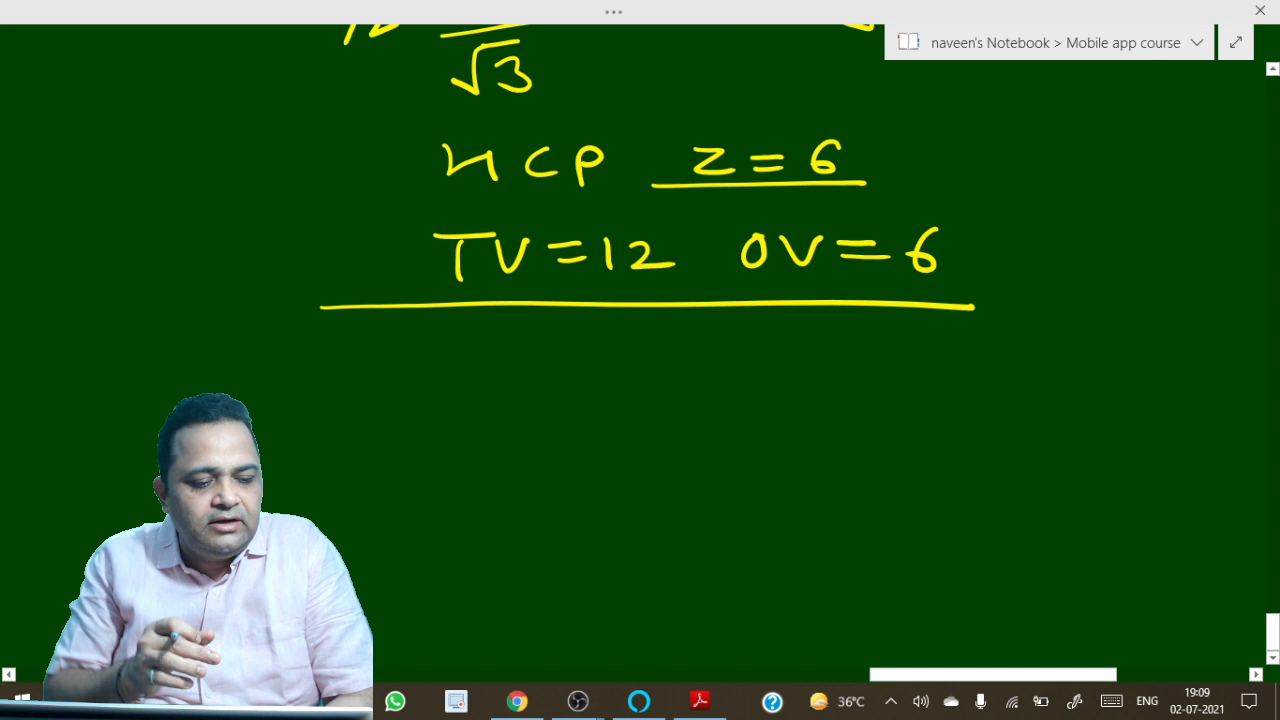 naveen's Notebook > Mobile app course
√3
HCP Z = 6
TV = 12 OV = 6
36°C
ENG
19:09
02-07-2021